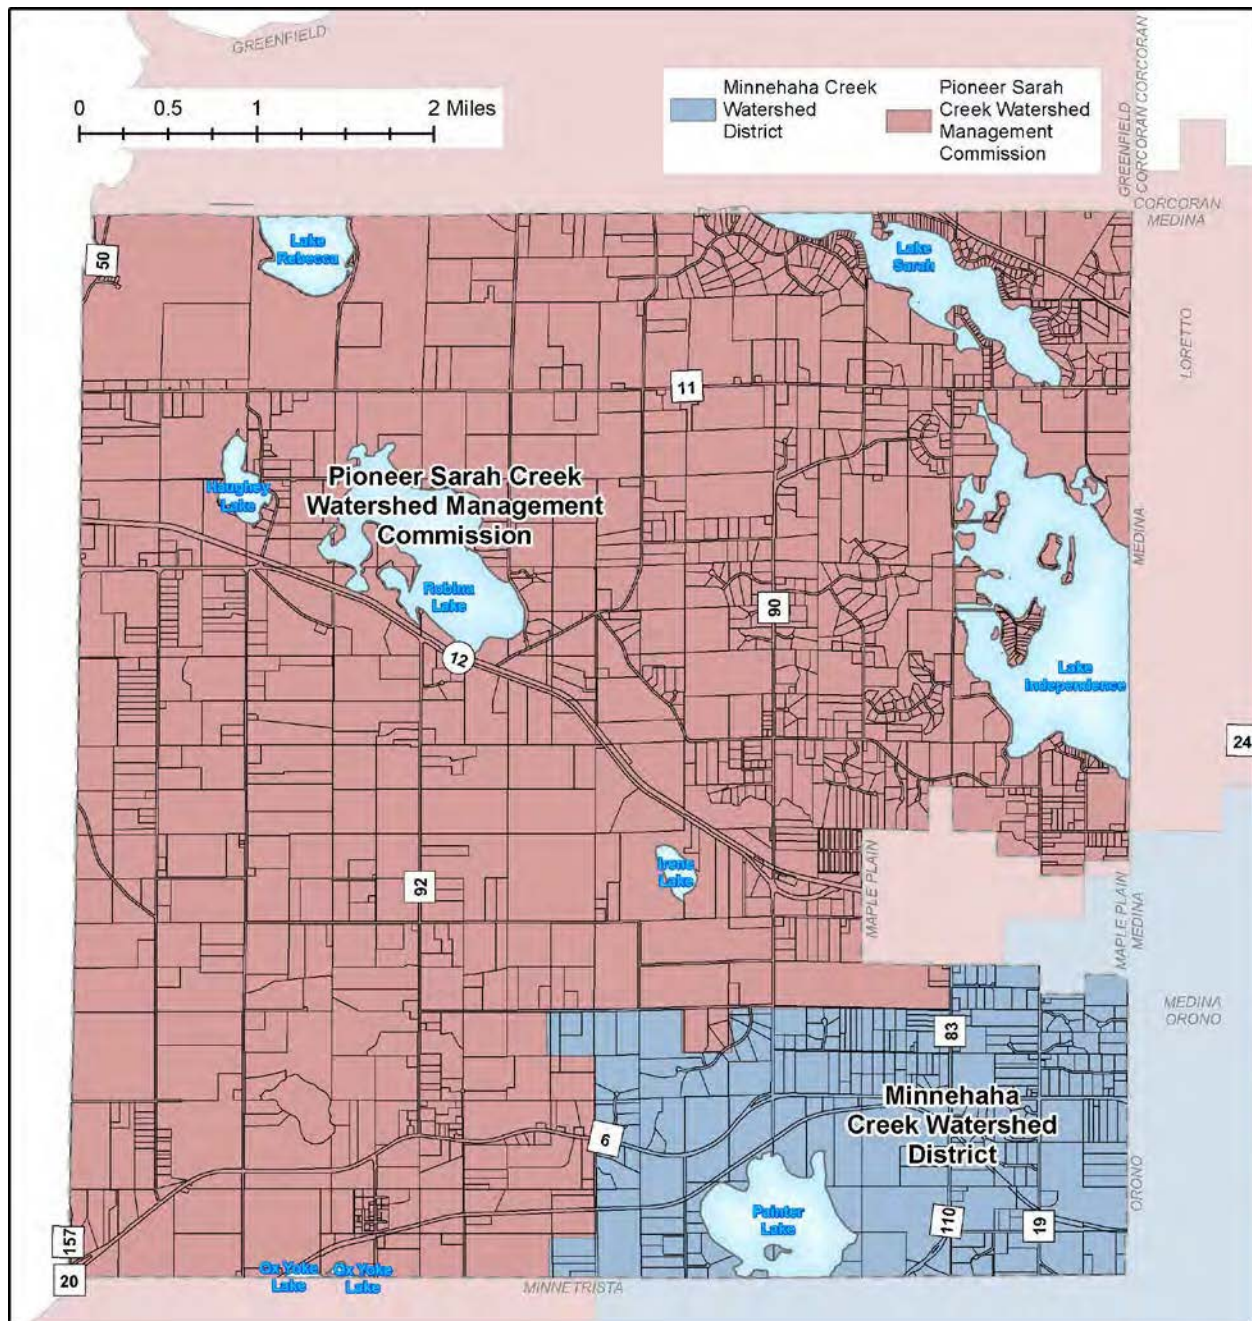 GREENFIELD
0 0.5 1 2 Miles
Minnehaha Creek
Watershed
District
Pioneer Sarah
Creek Watershed
Management
Commission
GREENFIELD
CORCORAN CORCORAN
CORCORAN
MEDINA
50
Lake
Rebecca
Lake
Sarah
LORETTO
11
Haughey
Lake
Pioneer Sarah Creek
Watershed Management
Commission
MEDINA
Robina
Lake
90
12
Lake
Independence
24
Irene
Lake
92
MAPLE PLAIN
MAPLE PLAIN
MEDINA
MEDINA
ORONO
83
Minnehaha
Creek Watershed
District
6
ORONO
Painter
Lake
110
19
157
20
Ox Yoke
Lake
Ox Yoke
Lake
MINNETRISTA